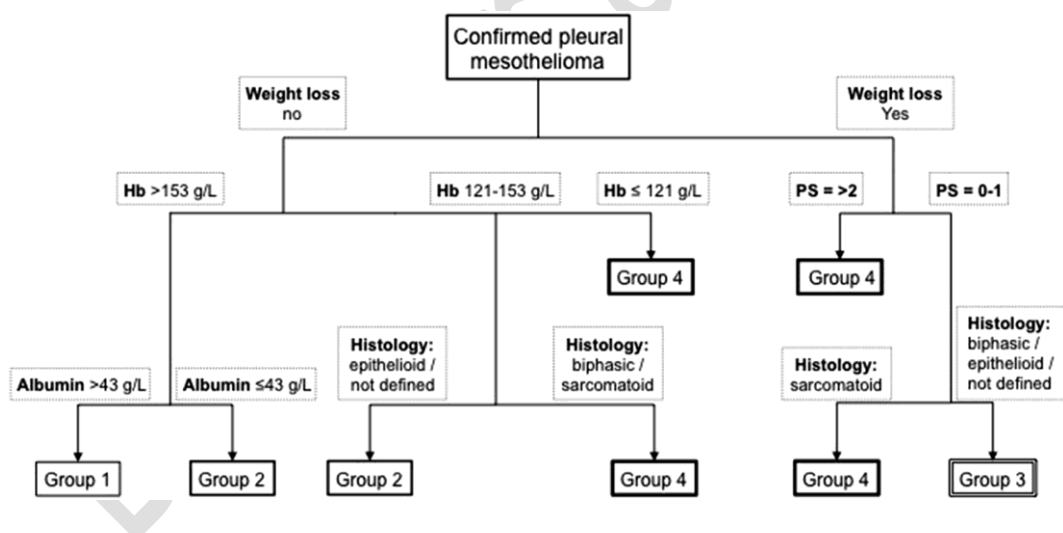 Confirmed pleural
mesothelioma
Weight loss
no
Weight loss
Yes
Hb >153 g/L
Hb 121-153 g/L
Hb ≤ 121 g/L
PS = >2
PS = 0-1
Group 4
Group 4
Histology:
epithelioid /
not defined
Histology:
biphasic /
sarcomatoid
Histology:
biphasic /
epithelioid /
not defined
Histology:
sarcomatoid
Albumin >43 g/L
Albumin ≤43 g/L
Group 1
Group 2
Group 2
Group 4
Group 4
Group 3